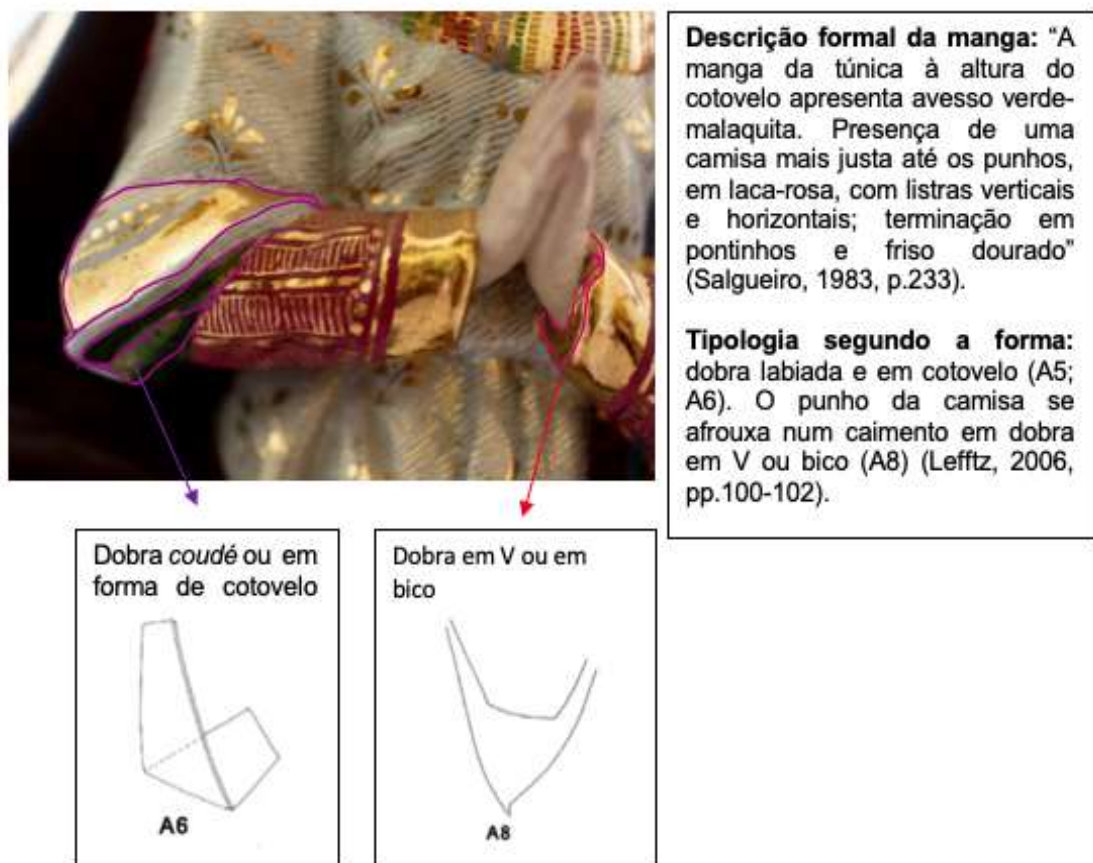 Descrição formal da manga: “A
manga da túnica à altura do
cotovelo apresenta avesso verde-
malaquita. Presença de uma
camisa mais justa até os punhos,
em laca-rosa, com listras verticais
e horizontais; terminação em
pontinhos e friso dourado”
(Salgueiro, 1983, p.233).
Tipologia segundo a forma:
dobra labiada e em cotovelo (A5;
A6). O punho da camisa se
afrouxa num caimento em dobra
em V ou bico (A8) (Lefftz, 2006,
pp.100-102).
Dobra coudé ou em
forma de cotovelo
A6
Dobra em V ou em
bico
A8